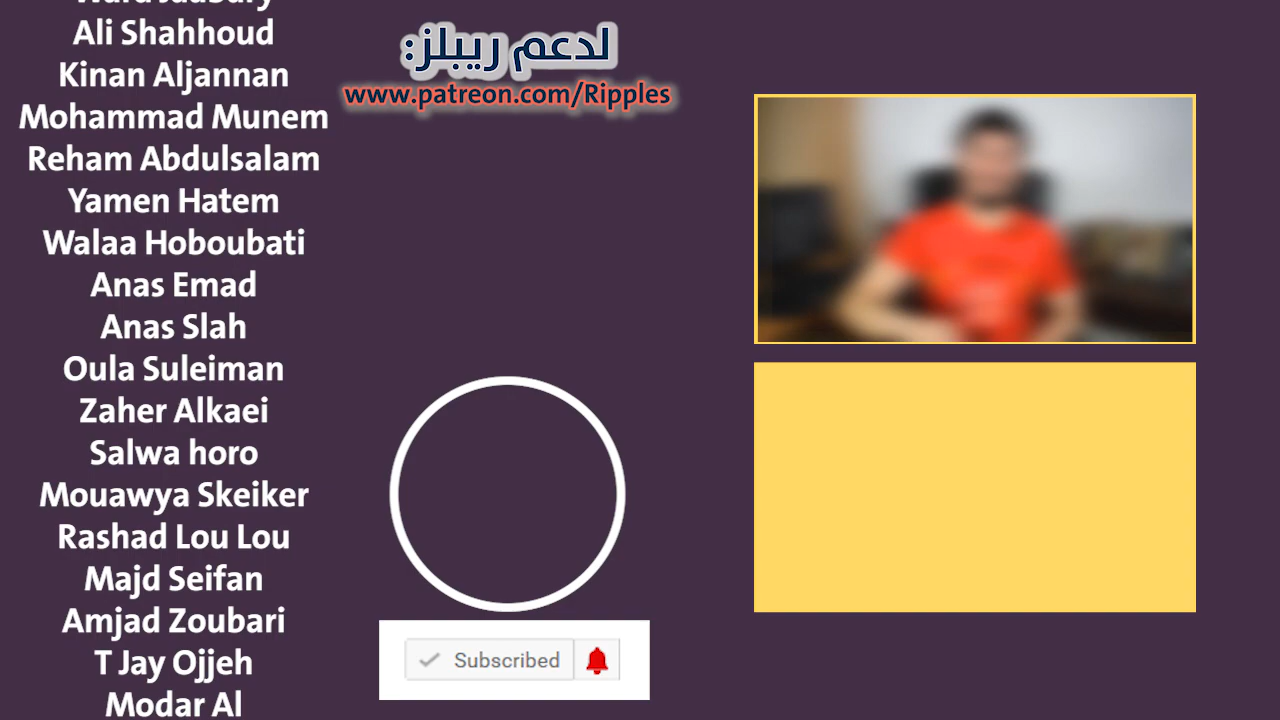 Ali Shahhoud
Kinan Aljannan
Mohammad Munem
Reham Abdulsalam
Yamen Hatem
Walaa Hoboubati
Anas Emad
Anas Slah
Oula Suleiman
Zaher Alkaei
Salwa horo
Mouawya Skeiker
Rashad Lou Lou
Majd Seifan
Amjad Zoubari
T Jay Ojjeh
Modar Al
لدعم ريبلز:
www.patreon.com/Ripples
Subscribed